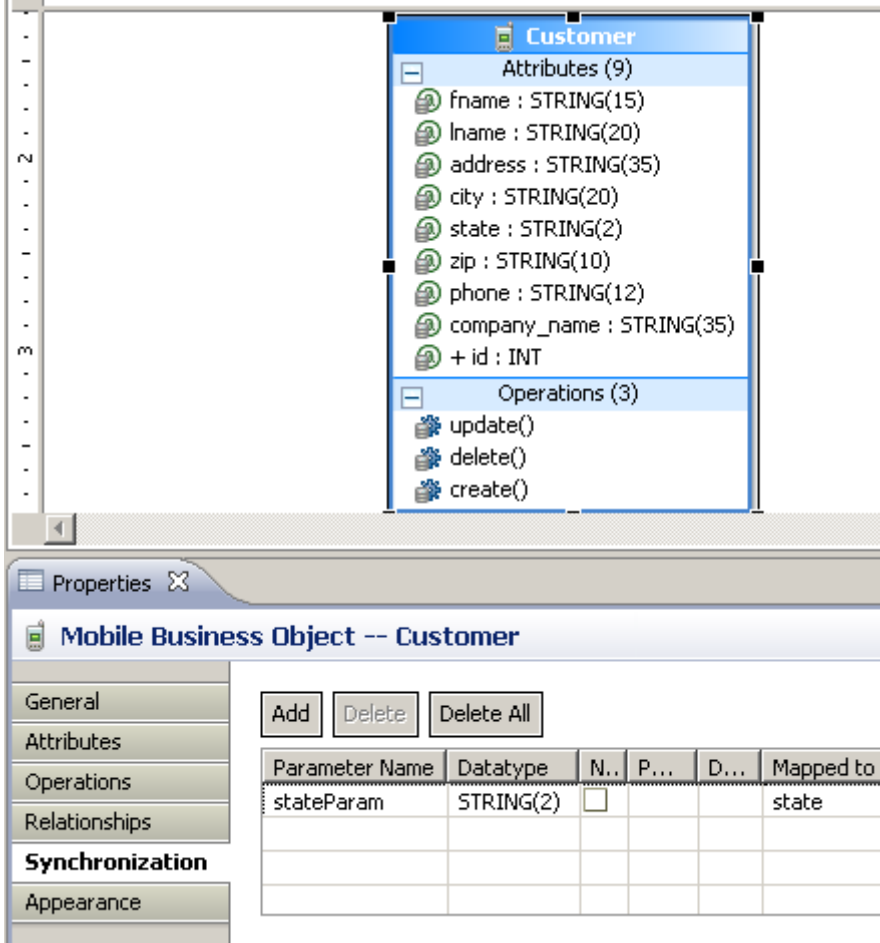 Customer
Attributes (9)
fname : STRING(15)
lname : STRING(20)
address : STRING(35)
city : STRING(20)
2
state : STRING(2)
zip : STRING(10)
phone : STRING(12)
company_name : STRING(35)
3
+ id : INT
Operations (3)
update()
delete()
create()
Properties
Mobile Business Object -- Customer
General
Attributes
Operations
Relationships
Synchronization
Appearance
Add Delete Delete All
Parameter Name Datatype N.. P... D... Mapped to
stateParam STRING(2) state